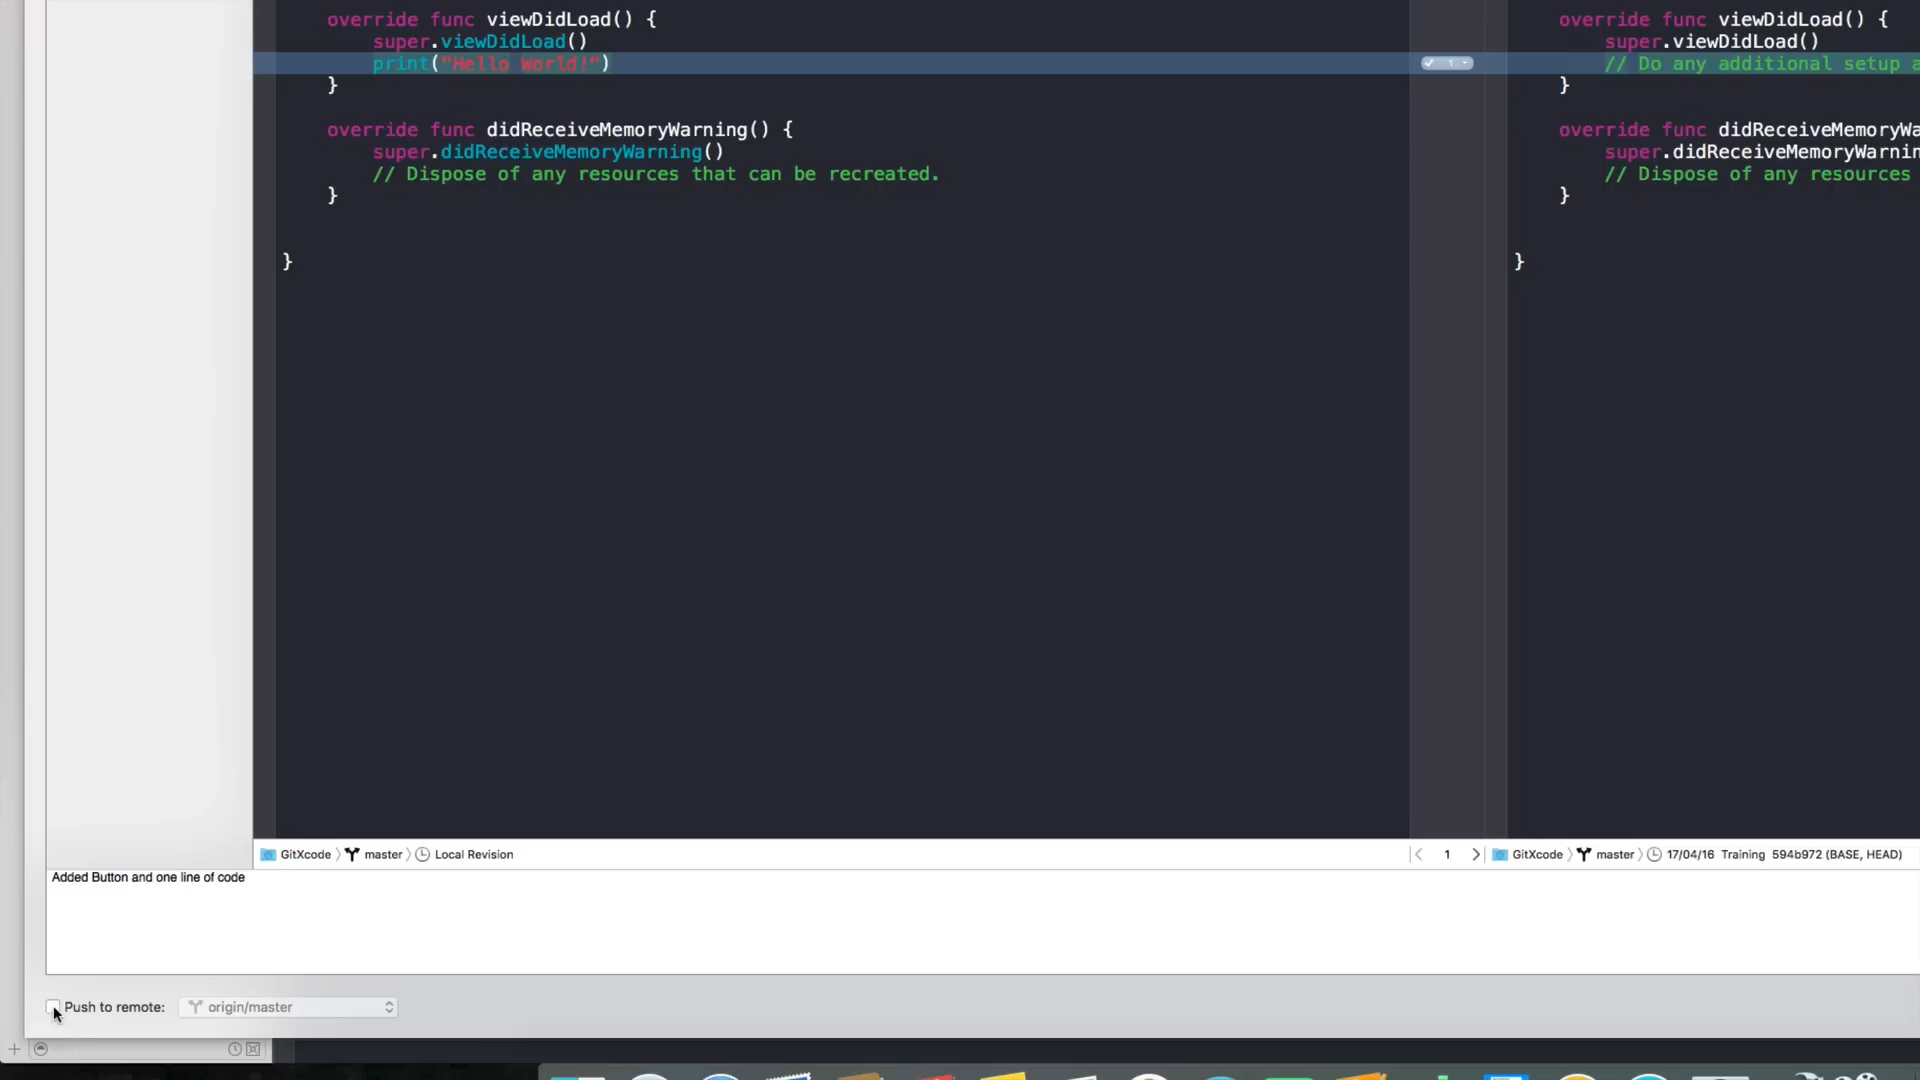 override func viewDidLoad() {
super.viewDidLoad()
print("Hello World!")
}
override func didReceiveMemoryWarning() {
super.didReceiveMemoryWarning()
// Dispose of any resources that can be recreated.
}
}
1
override func viewDidLoad() {
super.viewDidLoad()
// Do any additional setup a
}
override func didReceiveMemoryWa
super.didReceiveMemoryWarnin
// Dispose of any resources
}
}
GitXcode master Local Revision
1
GitXcode master 17/04/16 Training 594b972 (BASE, HEAD)
Added Button and one line of code
Push to remote: origin/master